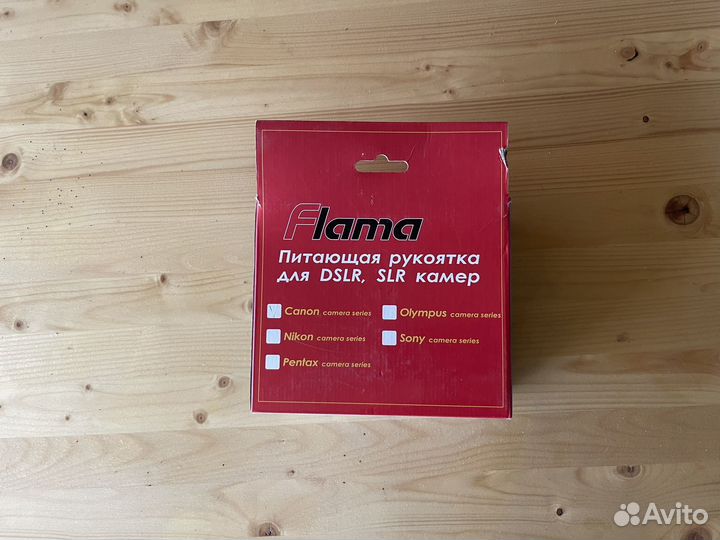 Flama
Питающая рукоятка
для DSLR, SLR камер
Canon camera series
Olympus camera series
Nikon camera series
Sony camera series
Pentax camera series
Avito